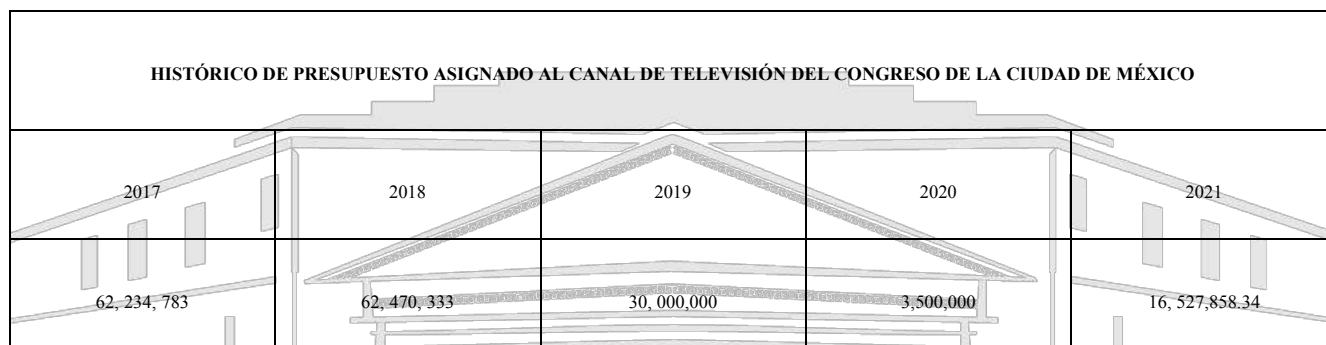 HISTÓRICO DE PRESUPUESTO ASIGNADO AL CANAL DE TELEVISIÓN DEL CONGRESO DE LA CIUDAD DE MÉXICO
2017 2018 2019 2020 2021
62, 234, 783 62, 470, 333 30, 000,000 3,500,000 16, 527,858.34